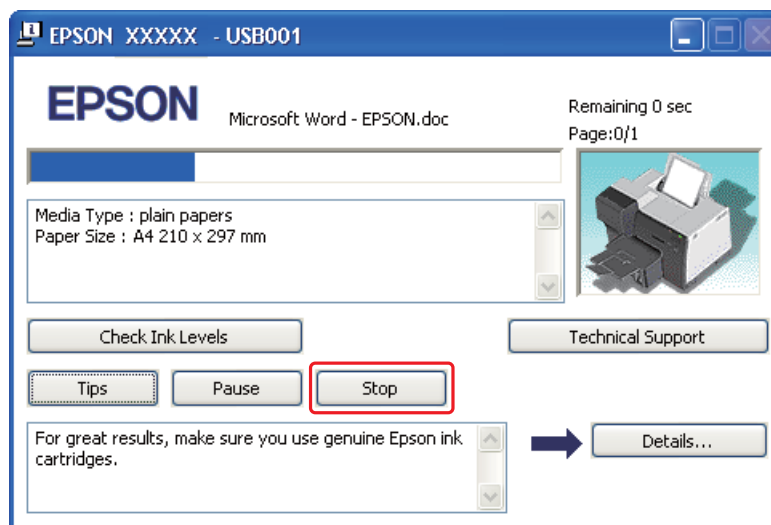 EPSON XXXXX - USB001
EPSON
Microsoft Word - EPSON.doc
Remaining 0 sec
Page:0/1
Media Type : plain papers
Paper Size : A4 210 x 297 mm
Check Ink Levels
Technical Support
Tips
Pause
Stop
For great results, make sure you use genuine Epson ink
cartridges.
Details...